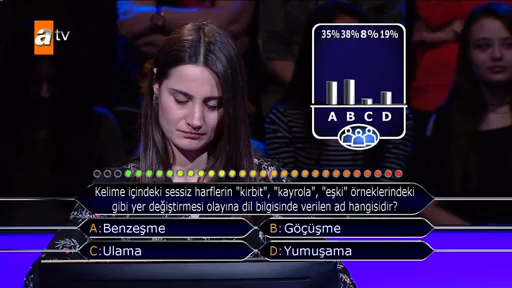 atv
35% 38% 8% 19%
A B C D
Kelime içindeki sessiz harflerin "kirbit", "kayrola", "eşki" örneklerindeki
gibi yer değiştirmesi olayına dil bilgisinde verilen ad hangisidir?
A: Benzeşme
B: Göçüşme
C: Ulama
D: Yumuşama